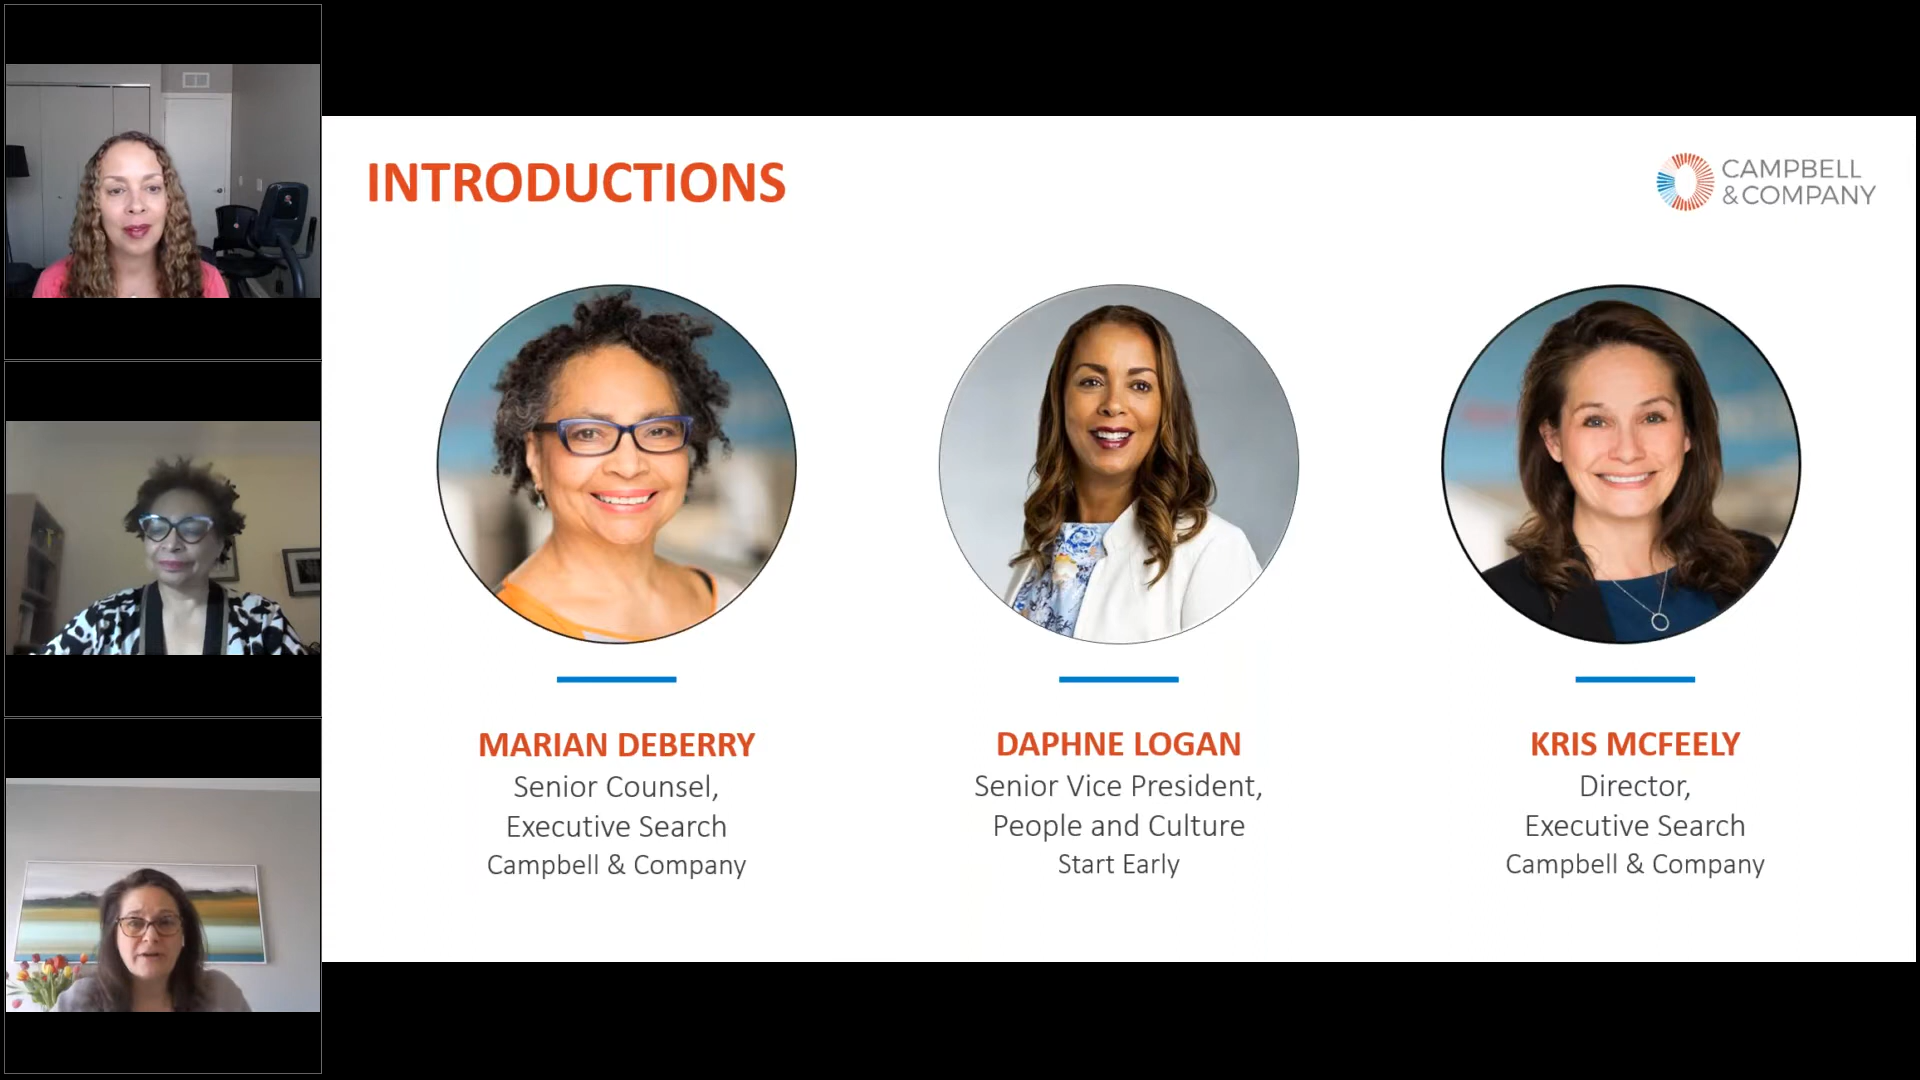 INTRODUCTIONS
CAMPBELL
& COMPANY
MARIAN DEBERRY
Senior Counsel,
Executive Search
Campbell & Company
DAPHNE LOGAN
Senior Vice President,
People and Culture
Start Early
KRIS MCFEELY
Director,
Executive Search
Campbell & Company